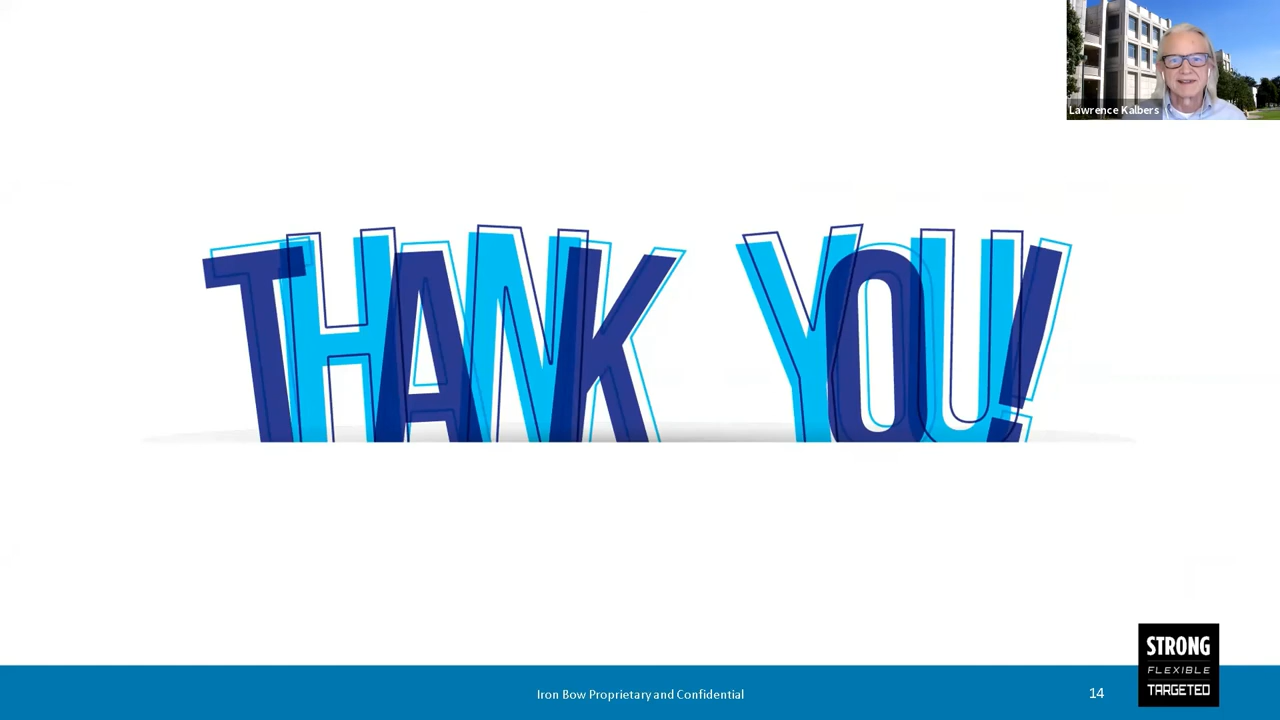 Lawrence Kalbers
THANK YOU!
STRONG
FLEXIBLE
TARGETED
Iron Bow Proprietary and Confidential
14